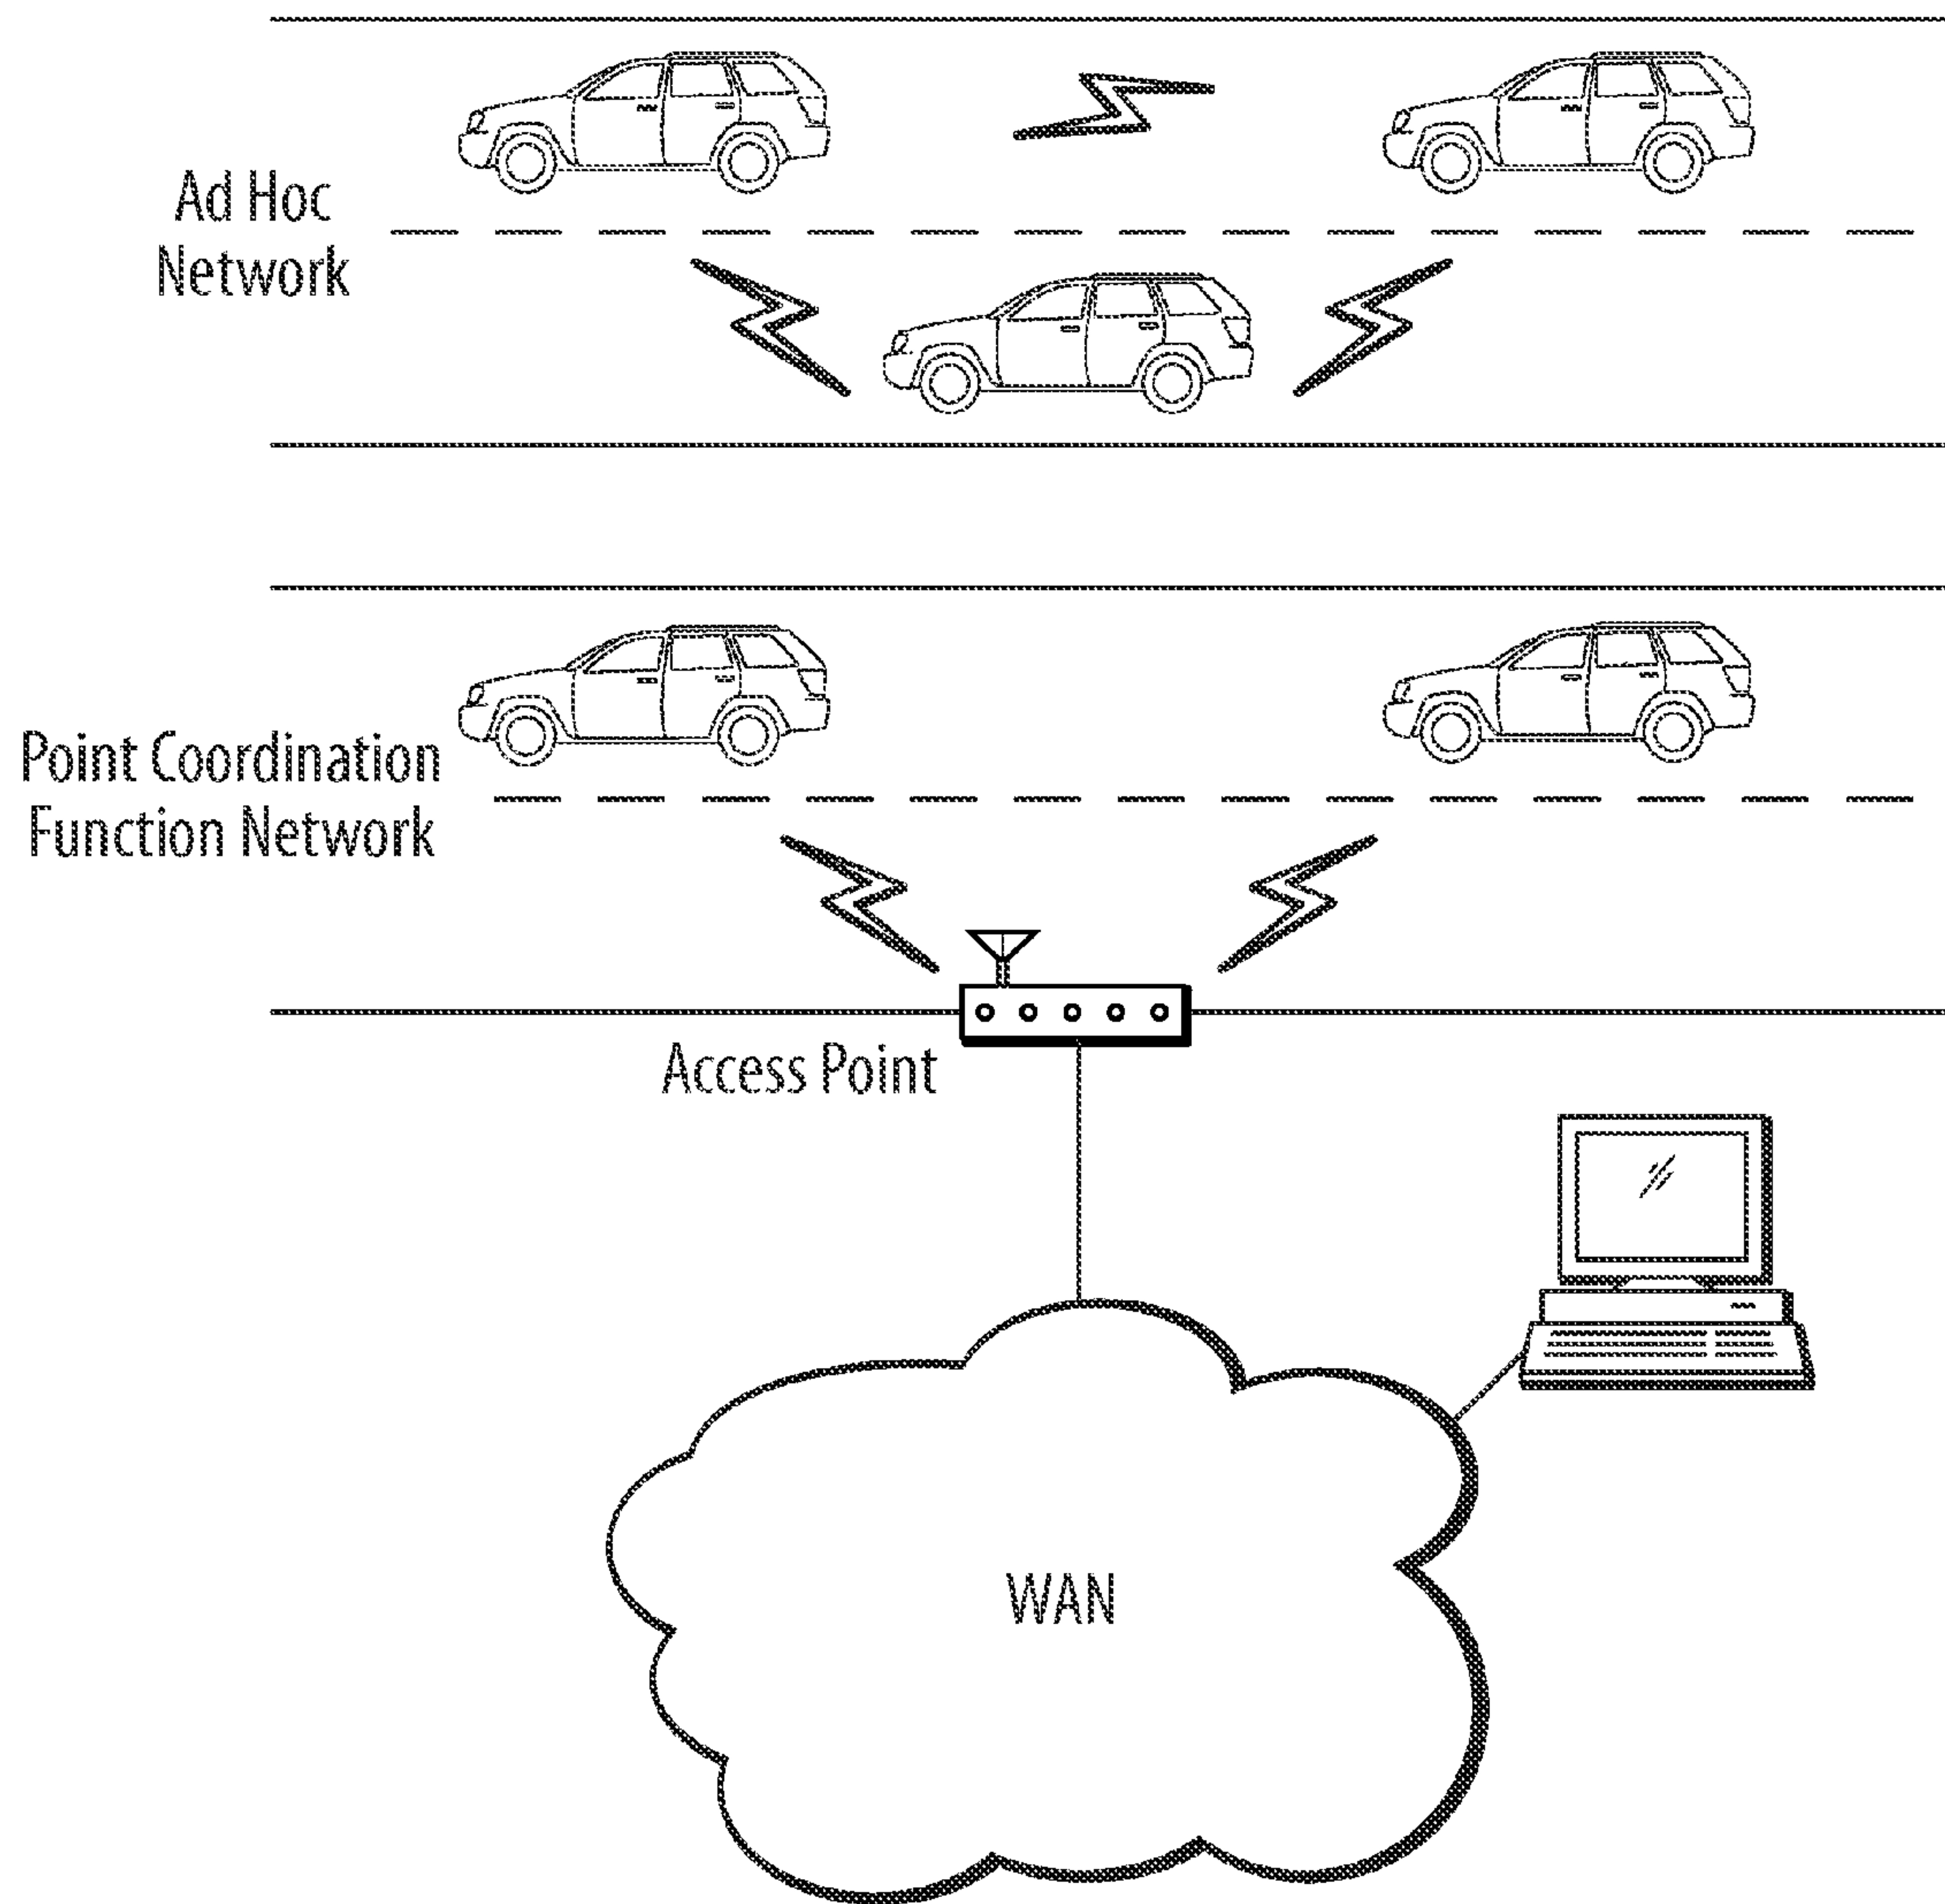 Ad Hoc
Network
Point Coordination
Function Network
Access Point
WAN